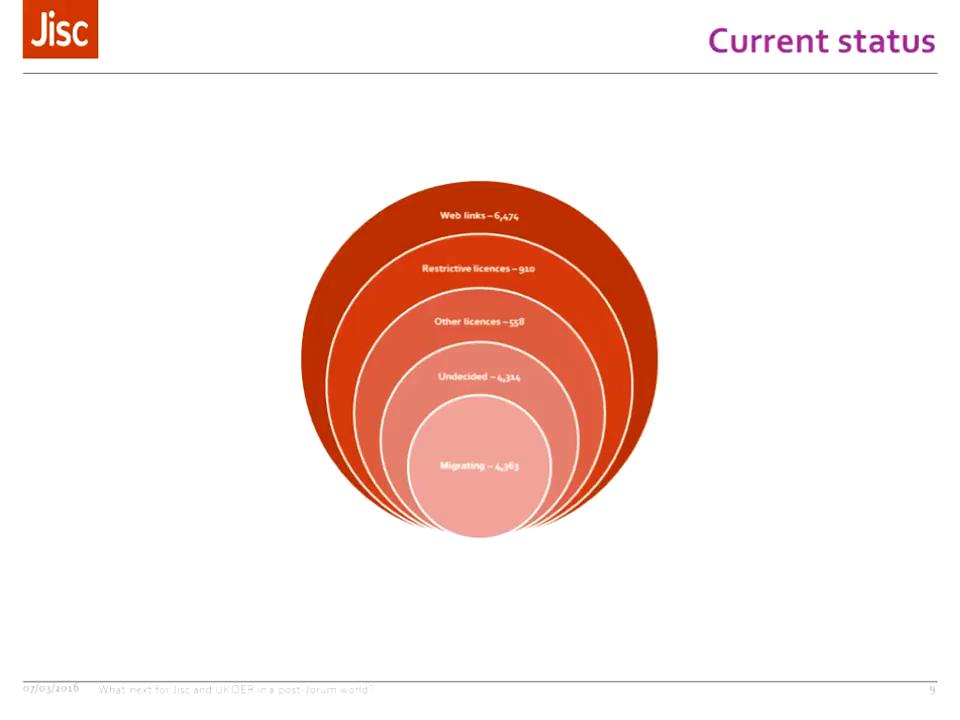 Jisc
Current status
Web links – 6,474
Restrictive licences – 910
Other licences – 558
Undecided – 4,314
Migrating – 4,363
07/03/2016 What next for Jisc and UKOER in a post-Jorum world? 9